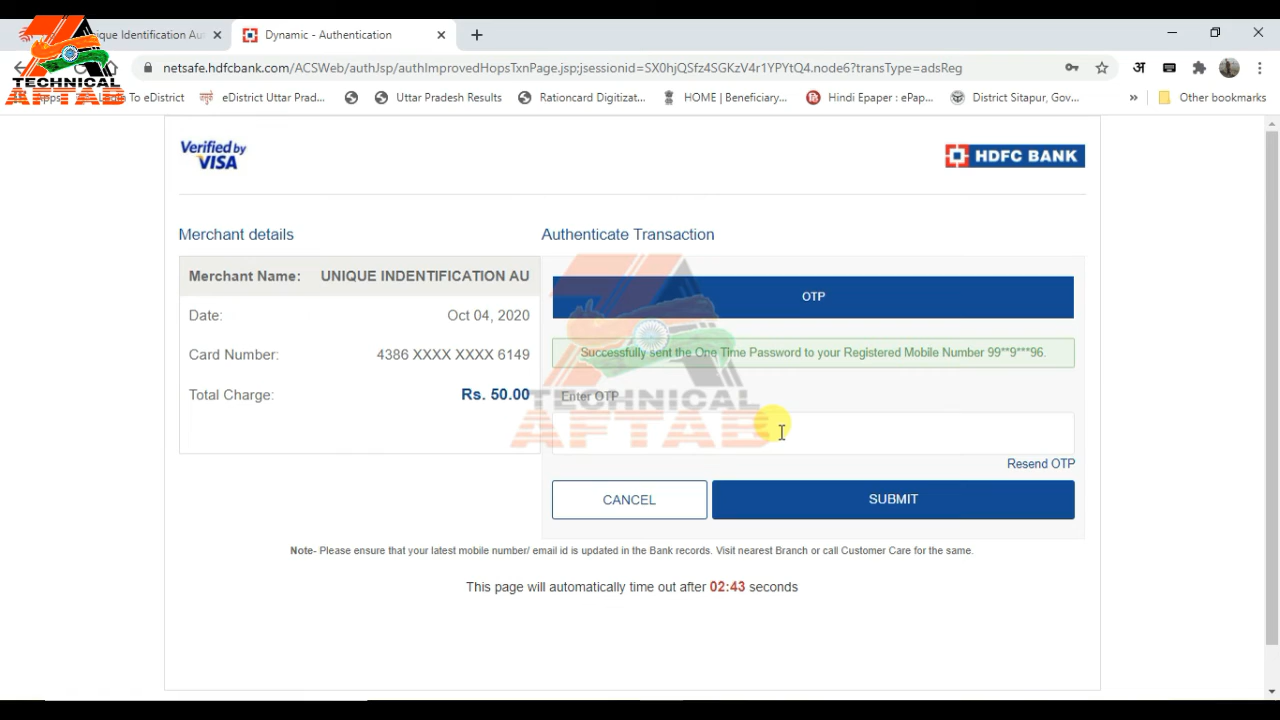 ique Identification Au
Dynamic - Authentication
netsafe.hdfcbank.com/ACSWeb/authJsp/authImprovedHopsTxnPage.jsp;jsessionid=SX0hjQSfz4SGKzV4r1YPYtQ4.node6?transType=adsReg
अ
TECHNICAL
AFTAB
To eDistrict
eDistrict Uttar Prad...
Uttar Pradesh Results
Rationcard Digitizat...
HOME | Beneficiary...
Hindi Epaper : ePap...
District Sitapur, Gov...
»
Other bookmarks
Verified by
VISA
HDFC BANK
Merchant details
Authenticate Transaction
Merchant Name: UNIQUE INDENTIFICATION AU
OTP
Date: Oct 04, 2020
Successfully sent the One Time Password to your Registered Mobile Number 99**9***96.
Card Number: 4386 XXXX XXXX 6149
Total Charge: Rs. 50.00
Enter OTP
TECHNICAL
AFTAB
Resend OTP
CANCEL
SUBMIT
Note- Please ensure that your latest mobile number/ email id is updated in the Bank records. Visit nearest Branch or call Customer Care for the same.
This page will automatically time out after 02:43 seconds